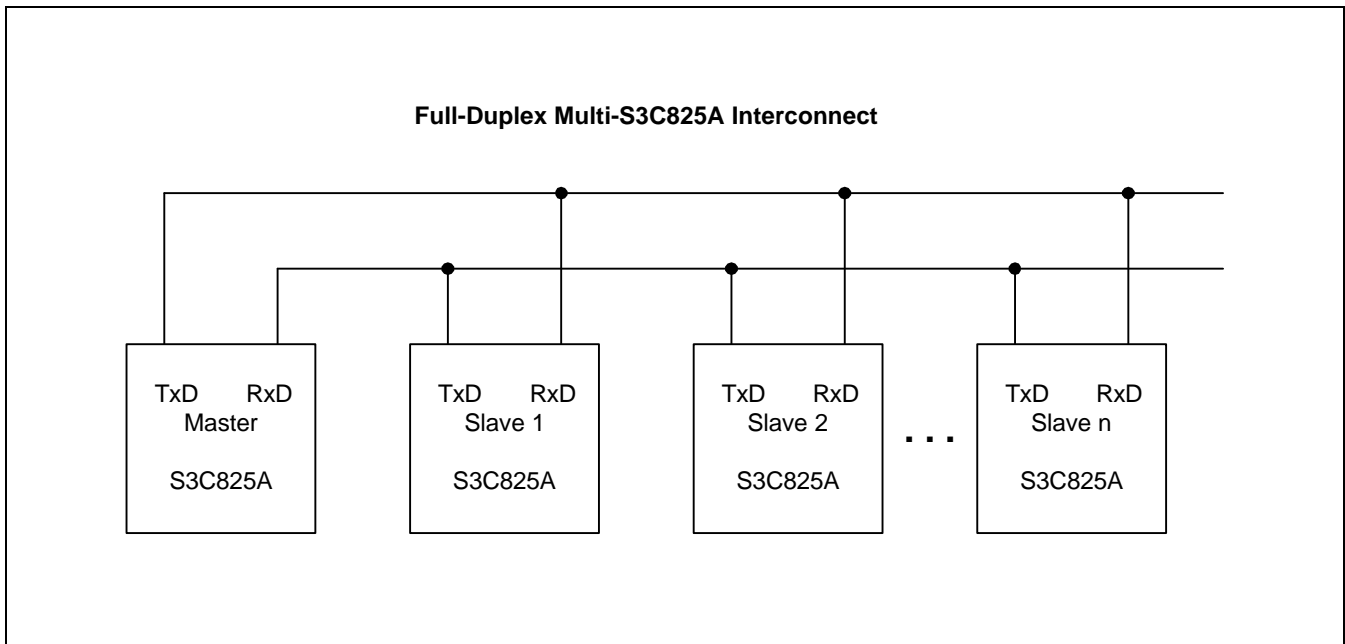 Full-Duplex Multi-S3C825A Interconnect
TxD RxD
Master
S3C825A
TxD RxD
Slave 1
S3C825A
TxD RxD
Slave 2
S3C825A
. . .
TxD RxD
Slave n
S3C825A